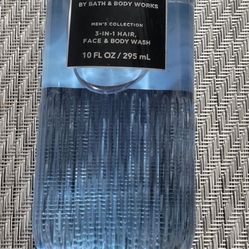 BY BATH & BODY WORKS
MEN'S COLLECTION
3-IN-1 HAIR,
FACE & BODY WASH
10 FL OZ / 295 mL